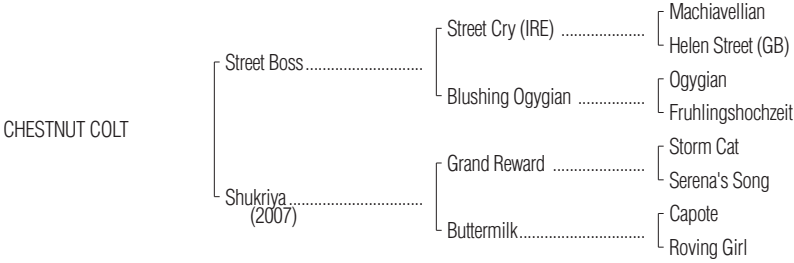 Machiavellian
Street Cry (IRE) ......................
Helen Street (GB)
Street Boss..............................
Ogygian
Blushing Ogygian .................
Fruhlingshochzeit
CHESTNUT COLT
Storm Cat
Grand Reward .......................
Serena's Song
Shukriya..................................
(2007)
Capote
Buttermilk................................
Roving Girl